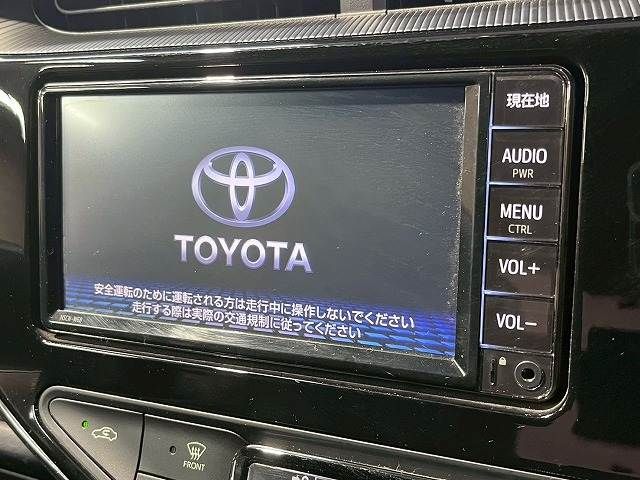 TOYOTA
安全運転のために運転される方は走行中に操作しないでください
走行する際は実際の交通規制に従ってください
現在地
AUDIO
PWR
MENU
CTRL
VOL+
VOL-
FRONT